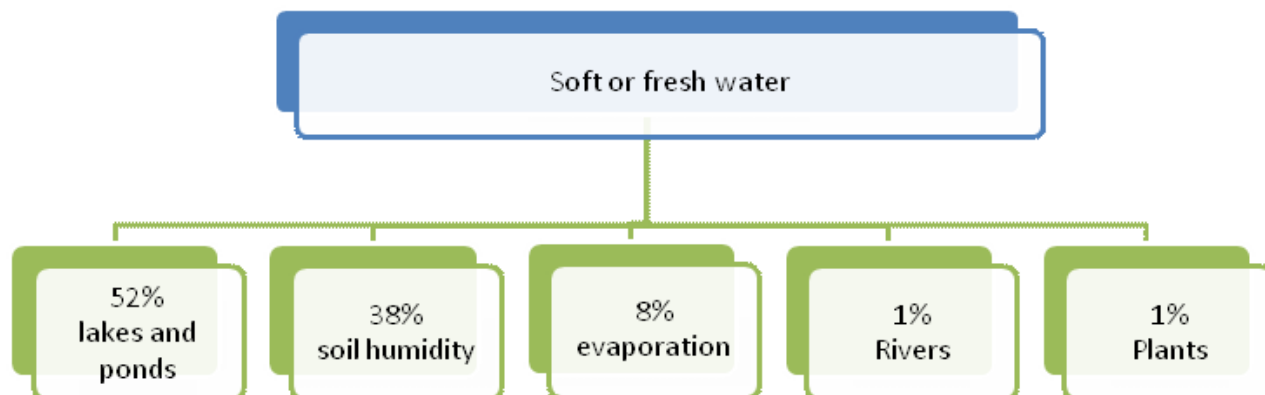 Soft or fresh water
52%
lakes and
ponds
38%
soil humidity
8%
evaporation
1%
Rivers
1%
Plants